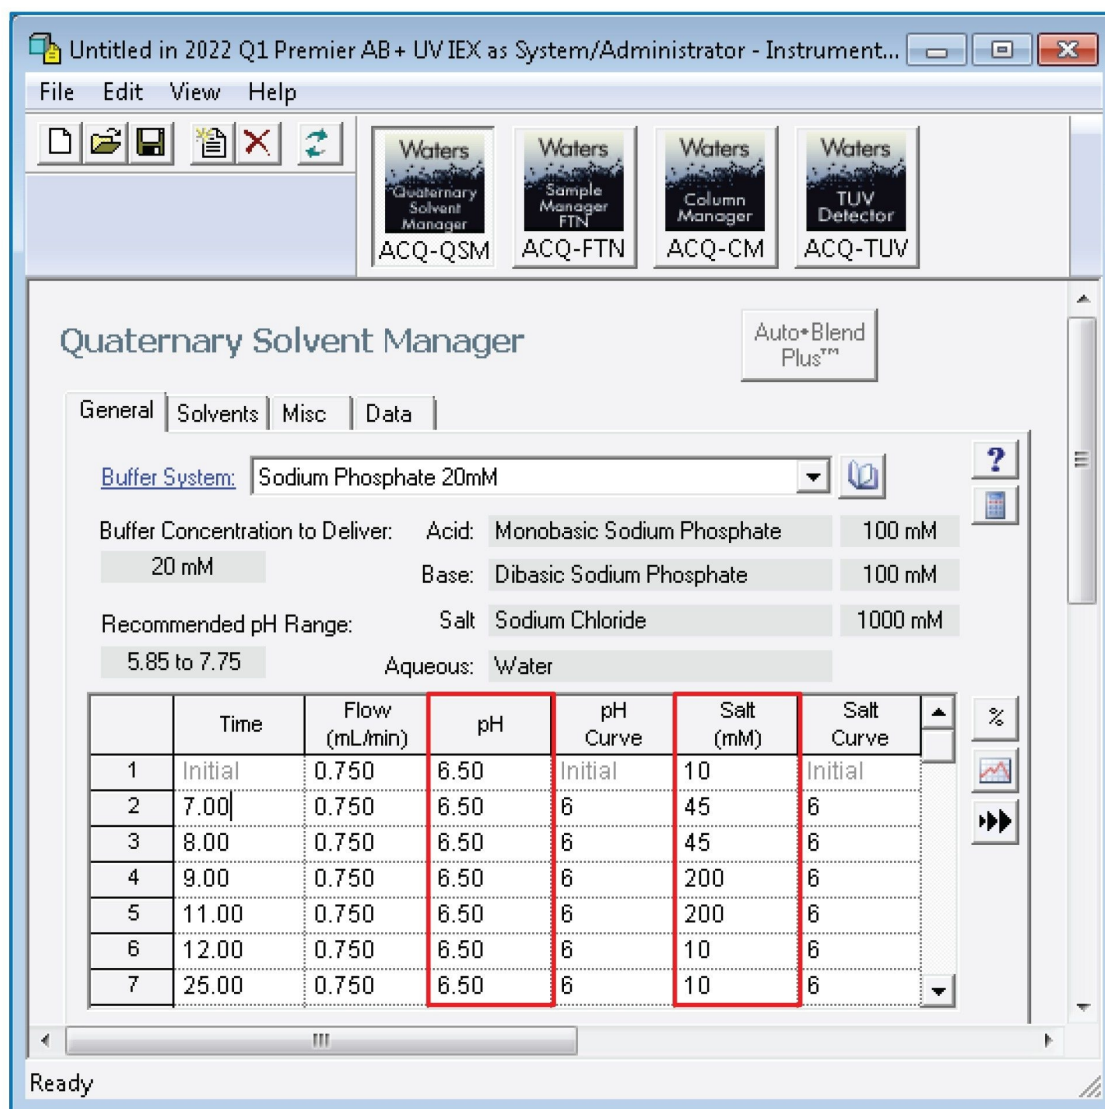 Untitled in 2022 Q1 Premier AB+ UV IEX as System/Administrator - Instrument...
File Edit View Help
Waters Quaternary Solvent Manager
Waters Sample Manager FTN
Waters Column Manager
Waters TUV Detector
ACQ-QSM ACQ-FTN ACQ-CM ACQ-TUV
Quaternary Solvent Manager
Auto•Blend
Plus™
General Solvents Misc Data
Buffer System: Sodium Phosphate 20mM
?
Buffer Concentration to Deliver: Acid: Monobasic Sodium Phosphate 100 mM
20 mM Base: Dibasic Sodium Phosphate 100 mM
Recommended pH Range: Salt Sodium Chloride 1000 mM
5.85 to 7.75 Aqueous: Water
Time Flow (mL/min) pH pH Curve Salt (mM) Salt Curve
%
1 Initial 0.750 6.50 Initial 10 Initial
2 7.00 0.750 6.50 6 45 6
3 8.00 0.750 6.50 6 45 6
4 9.00 0.750 6.50 6 200 6
5 11.00 0.750 6.50 6 200 6
6 12.00 0.750 6.50 6 10 6
7 25.00 0.750 6.50 6 10 6
Ready